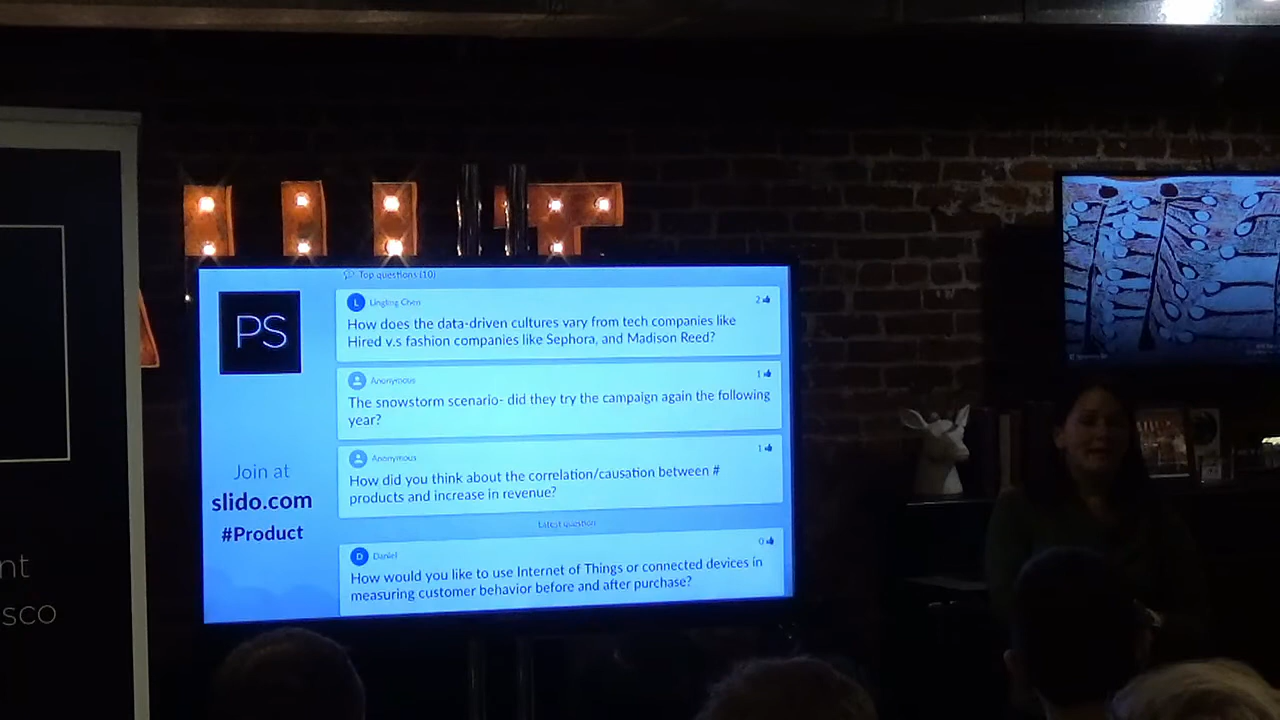 Top questions (10)
PS
Lingling Chen
2
How does the data-driven cultures vary from tech companies like
Hired v.s fashion companies like Sephora, and Madison Reed?
Anonymous
1
The snowstorm scenario- did they try the campaign again the following
year?
Anonymous
1
How did you think about the correlation/causation between #
products and increase in revenue?
Latest question
Daniel
0
How would you like to use Internet of Things or connected devices in
measuring customer behavior before and after purchase?
Join at
slido.com
#Product
nt
sco